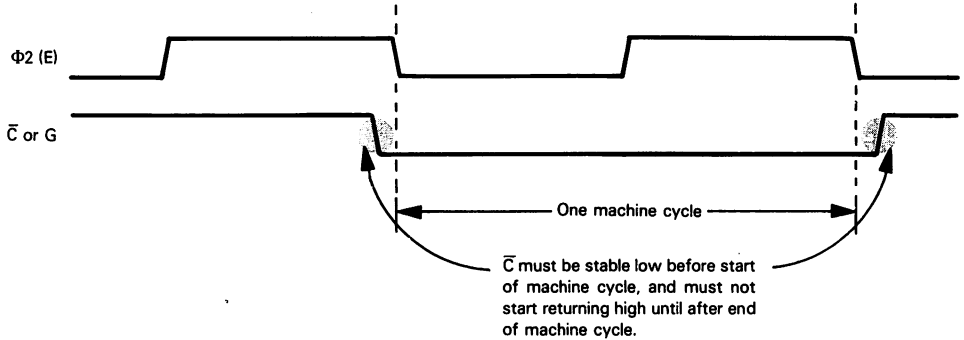 Φ2 (E)
C̅ or G
One machine cycle
C̅ must be stable low before start
of machine cycle, and must not
start returning high until after end
of machine cycle.